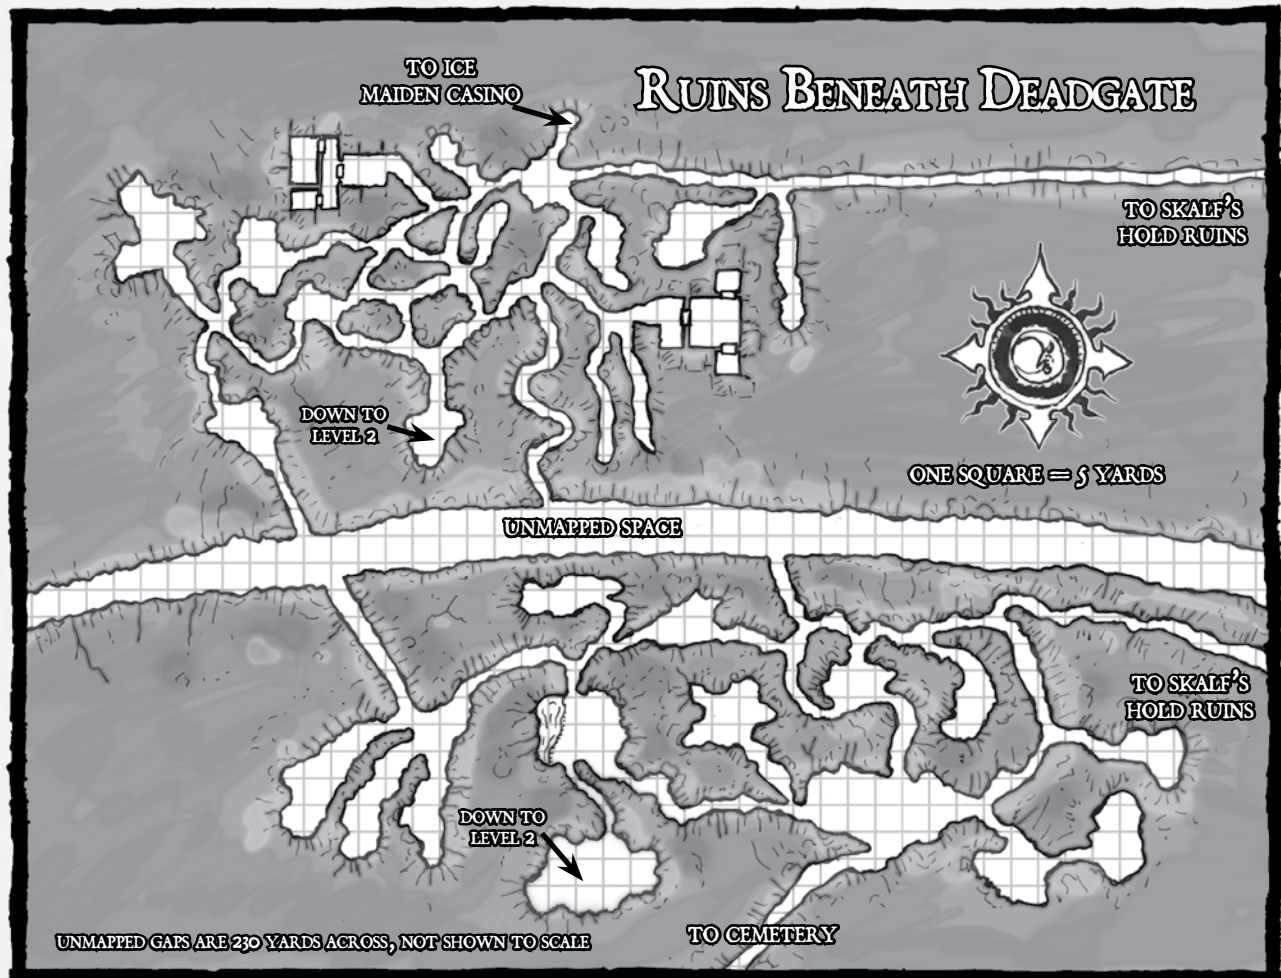 TO ICE
MAIDEN CASINO
RUINS BENEATH DEADGATE
TO SKALF'S
HOLD RUINS
DOWN TO
LEVEL 2
ONE SQUARE = 5 YARDS
UNMAPPED SPACE
TO SKALF'S
HOLD RUINS
DOWN TO
LEVEL 2
UNMAPPED GAPS ARE 230 YARDS ACROSS, NOT SHOWN TO SCALE
TO CEMETERY